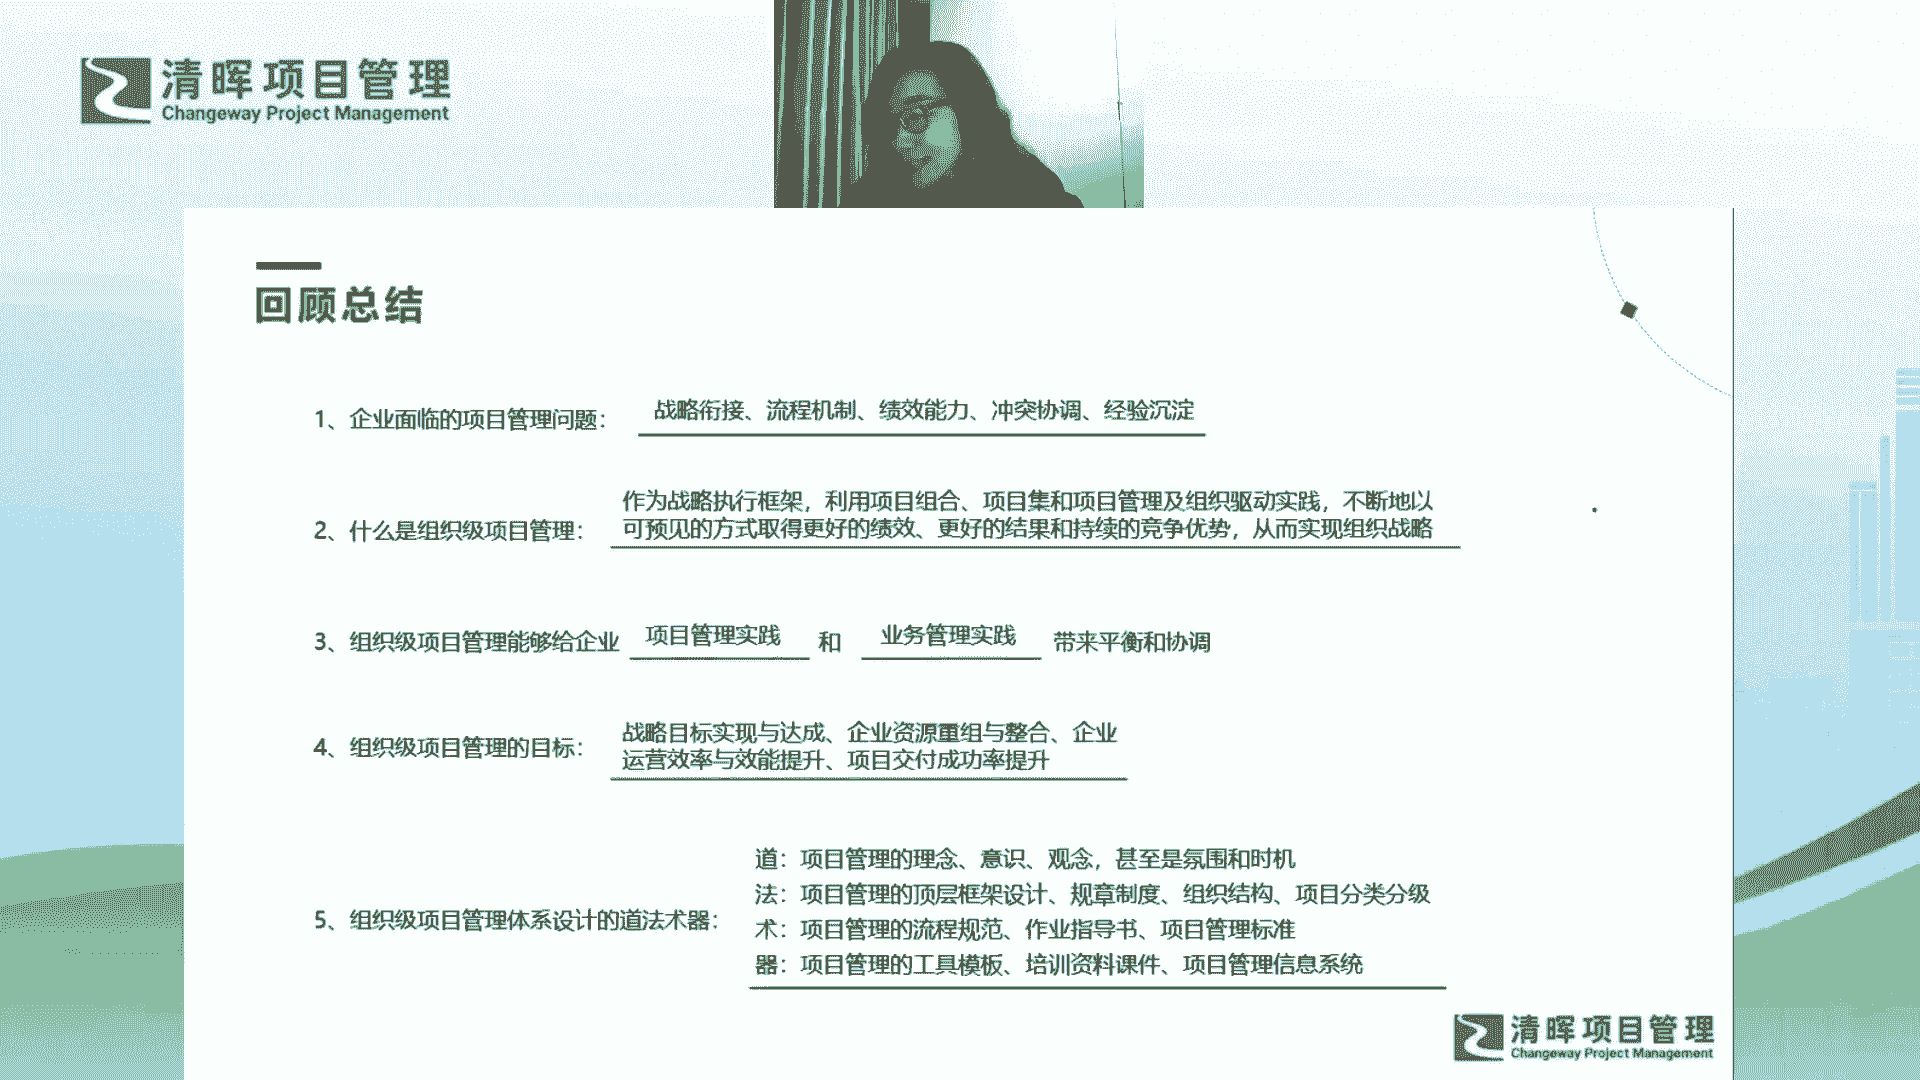 清晖项目管理
Changeway Project Management
回顾总结
1、企业面临的项目管理问题： 战略衔接、流程机制、绩效能力、冲突协调、经验沉淀
2、什么是组织级项目管理： 作为战略执行框架，利用项目组合、项目集和项目管理及组织驱动实践，不断地以
可预见的方式取得更好的绩效、更好的结果和持续的竞争优势，从而实现组织战略
3、组织级项目管理能够给企业 项目管理实践 和 业务管理实践 带来平衡和协调
4、组织级项目管理的目标： 战略目标实现与达成、企业资源重组与整合、企业
运营效率与效能提升、项目交付成功率提升
5、组织级项目管理体系设计的道法术器：
道：项目管理的理念、意识、观念，甚至是氛围和时机
法：项目管理的顶层框架设计、规章制度、组织结构、项目分类分级
术：项目管理的流程规范、作业指导书、项目管理标准
器：项目管理的工具模板、培训资料课件、项目管理信息系统
清晖项目管理
Changeway Project Management